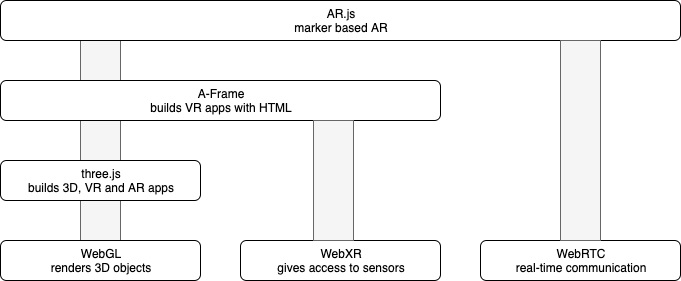 AR.js
marker based AR
A-Frame
builds VR apps with HTML
three.js
builds 3D, VR and AR apps
WebGL
renders 3D objects
WebXR
gives access to sensors
WebRTC
real-time communication